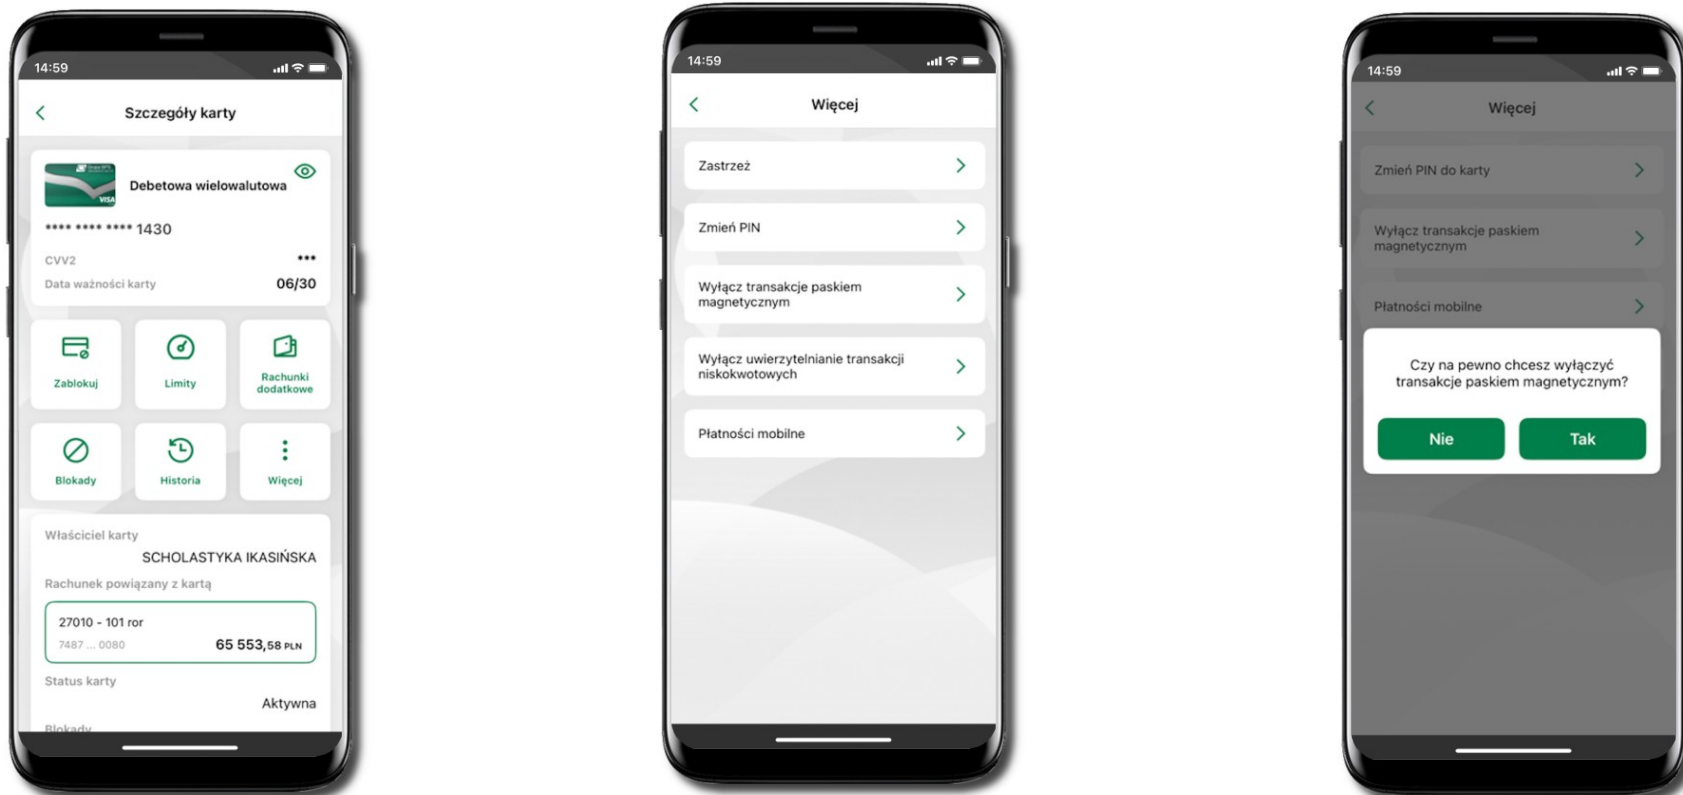 14:59
Szczegóły karty
Debetowa wielowalutowa
VISA
**** **** **** 1430
CVV2 ***
Data ważności karty 06/30
Zablokuj
Limity
Rachunki
dodatkowe
Blokady
Historia
Więcej
Właściciel karty
SCHOLASTYKA IKASIŃSKA
Rachunek powiązany z kartą
27010 - 101 ror
7487 ... 0080 65 553,58 PLN
Status karty
Aktywna
Blokady
14:59
Więcej
Zastrzeż
Zmień PIN
Wyłącz transakcje paskiem
magnetycznym
Wyłącz uwierzytelnianie transakcji
niskokwotowych
Płatności mobilne
14:59
Więcej
Zmień PIN do karty
Wyłącz transakcje paskiem
magnetycznym
Płatności mobilne
Czy na pewno chcesz wyłączyć
transakcje paskiem magnetycznym?
Nie
Tak